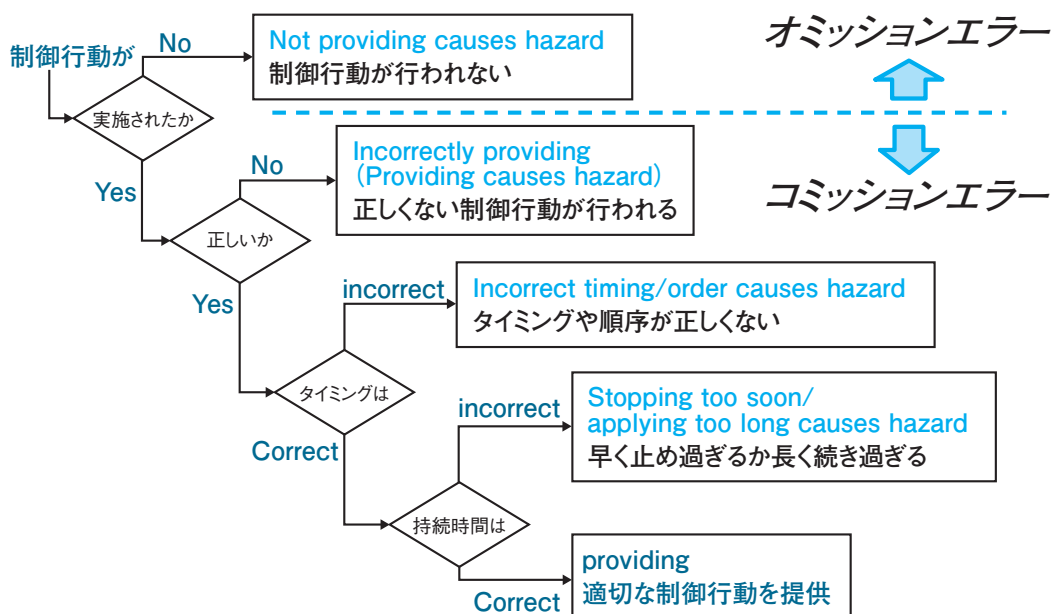 制御行動が
No
Not providing causes hazard
制御行動が行われない
オミッションエラー
実施されたか
Yes
No
Incorrectly providing
(Providing causes hazard)
正しくない制御行動が行われる
コミッションエラー
正しいか
Yes
incorrect
Incorrect timing/order causes hazard
タイミングや順序が正しくない
タイミングは
Correct
incorrect
Stopping too soon/
applying too long causes hazard
早く止め過ぎるか長く続き過ぎる
持続時間は
Correct
providing
適切な制御行動を提供